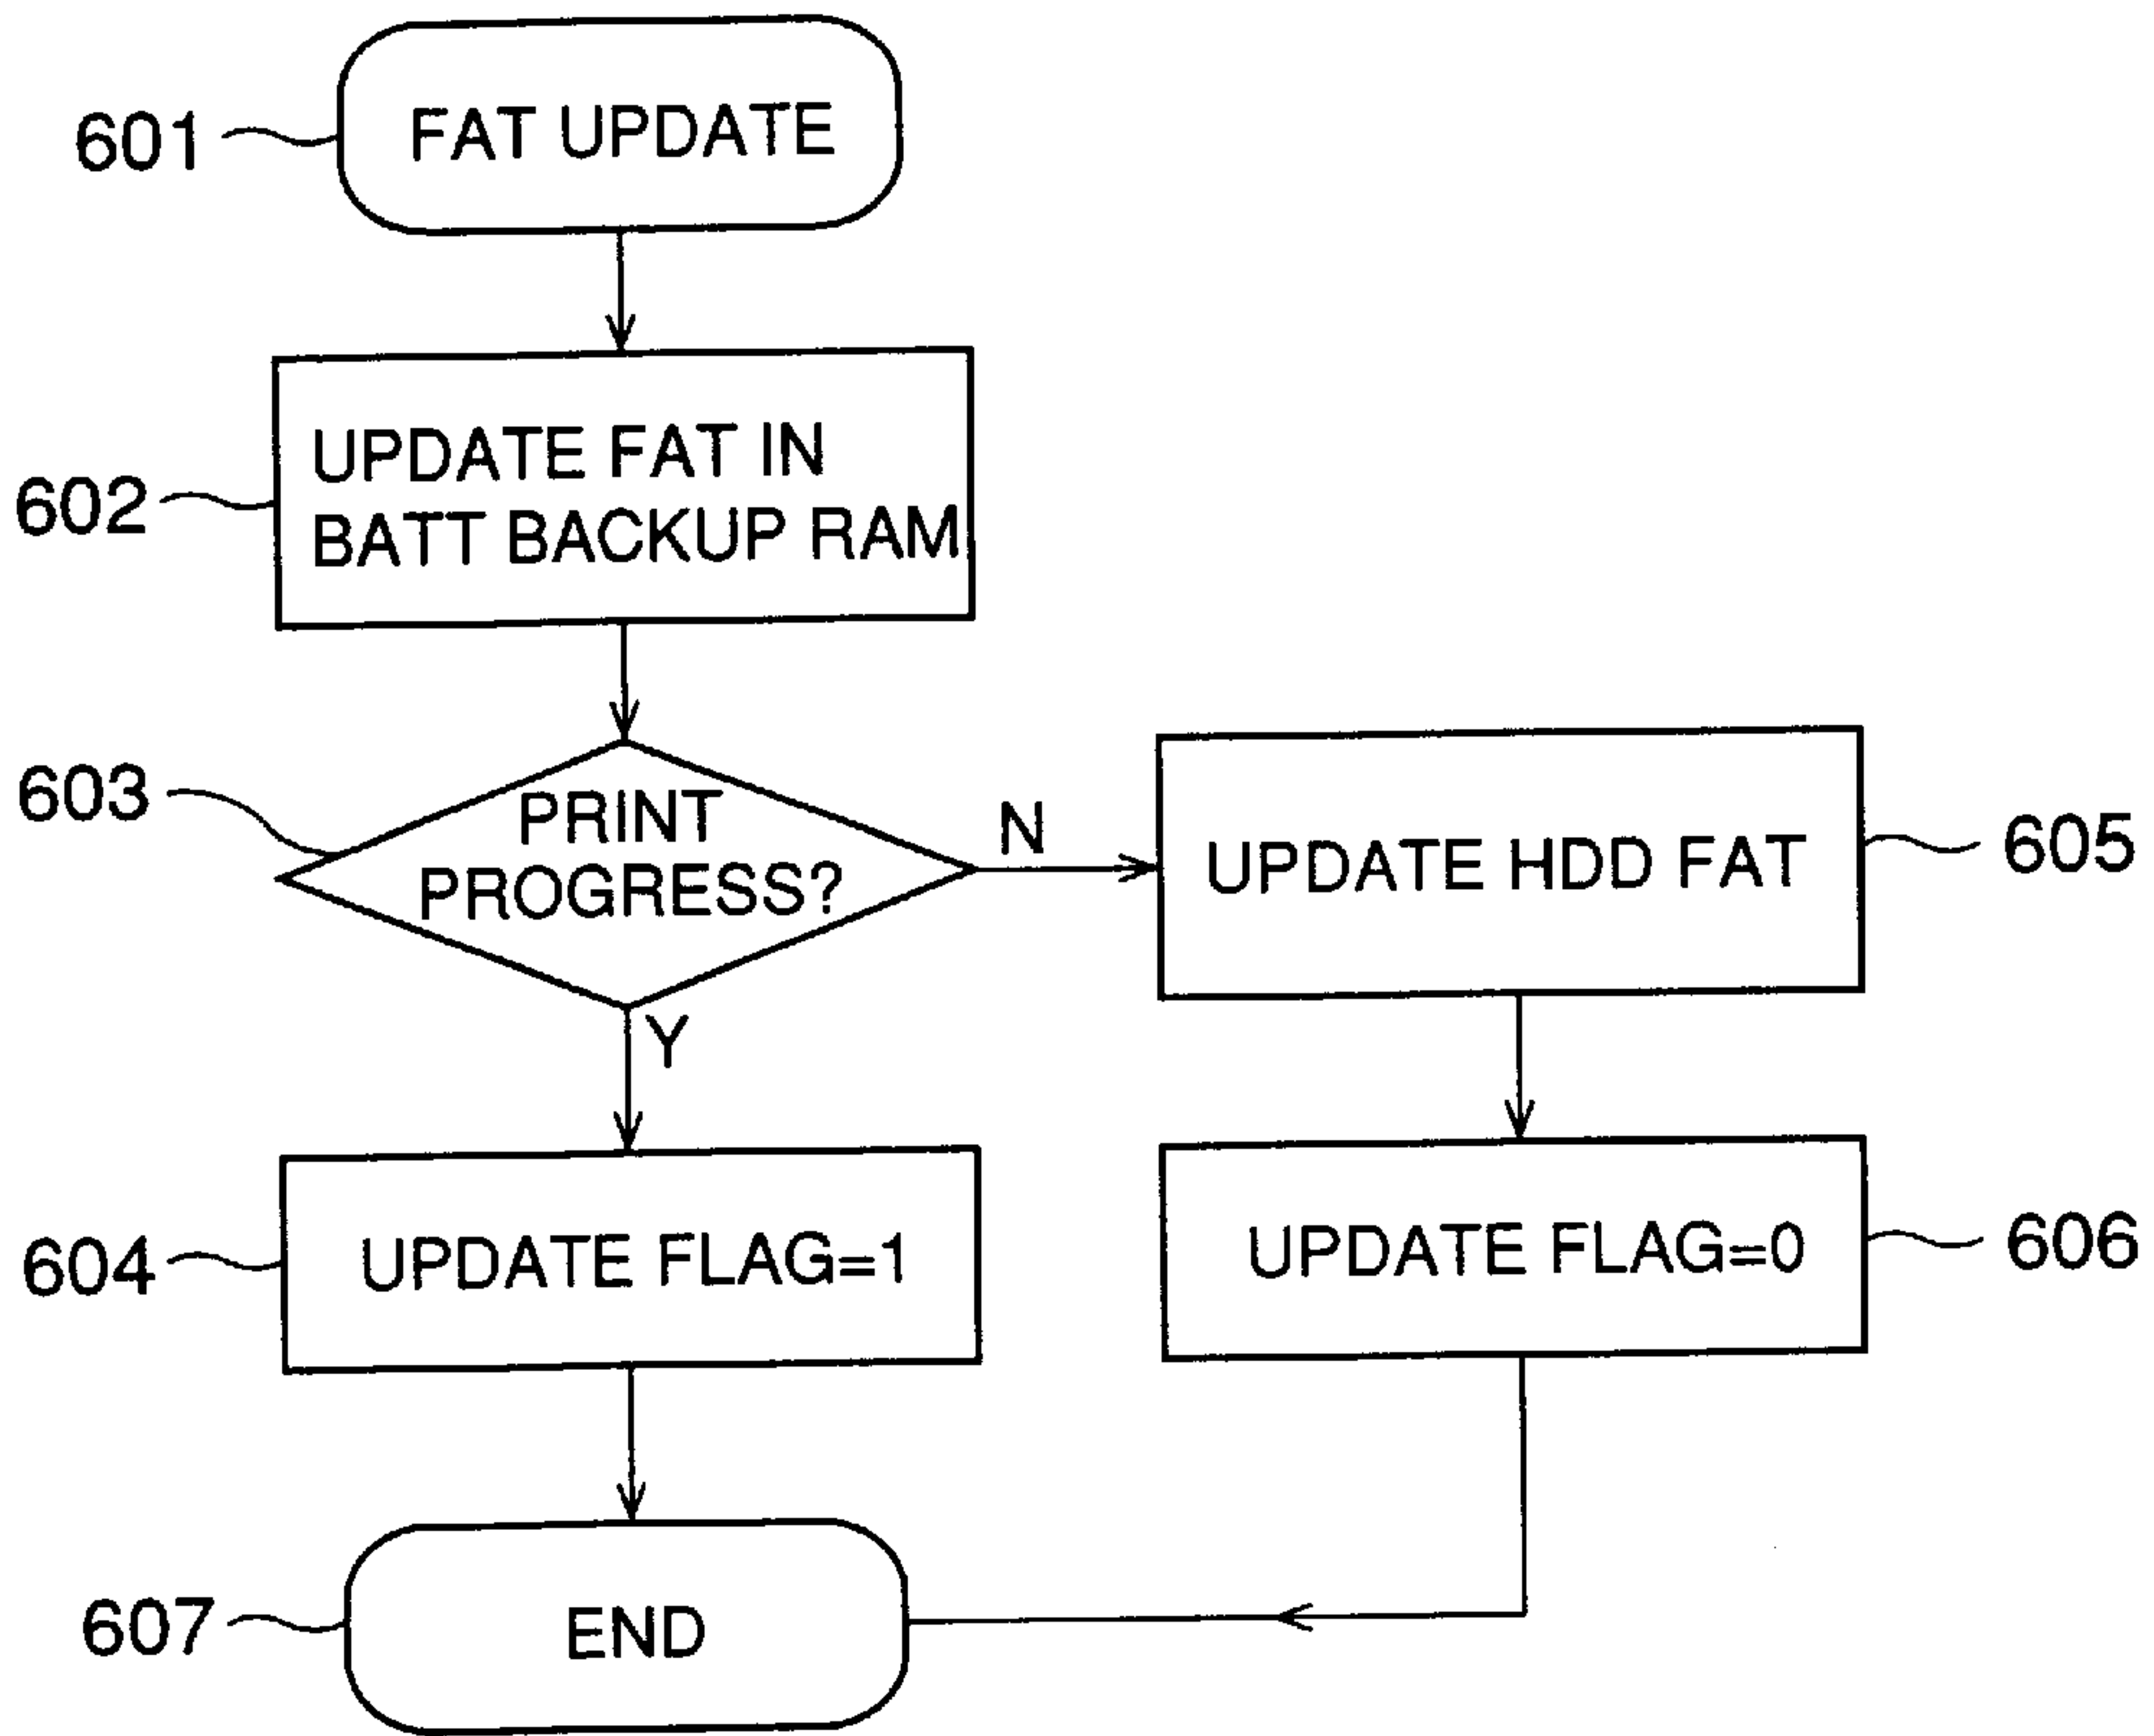 601
FAT UPDATE
602
UPDATE FAT IN
BATT BACKUP RAM
603
PRINT
PROGRESS?
N
Y
UPDATE HDD FAT
605
604
UPDATE FLAG=1
UPDATE FLAG=0
606
607
END